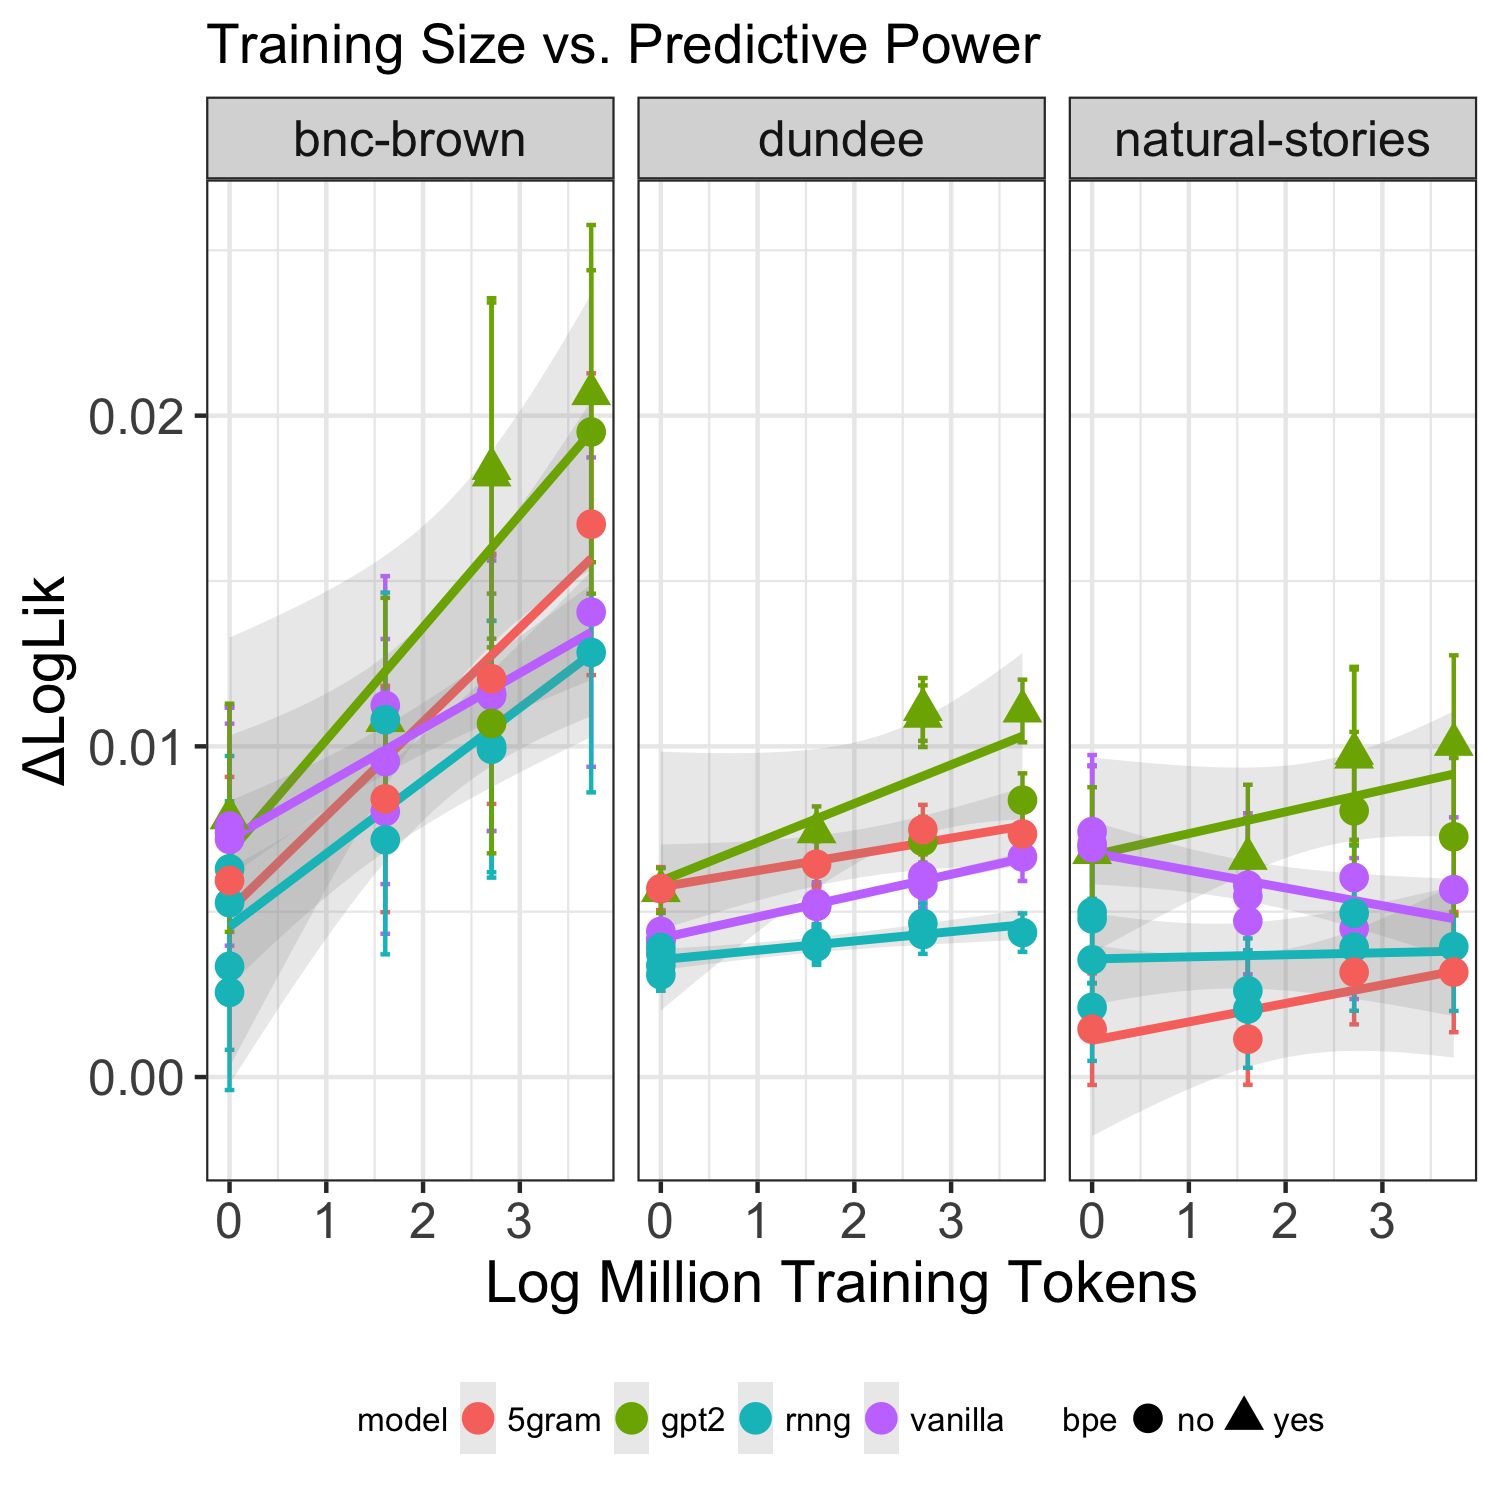 Training Size vs. Predictive Power
bnc-brown dundee natural-stories
ΔLogLik
0.02
0.01
0.00
0 1 2 3 0 1 2 3 0 1 2 3
Log Million Training Tokens
model 5gram gpt2 rnng vanilla bpe no yes